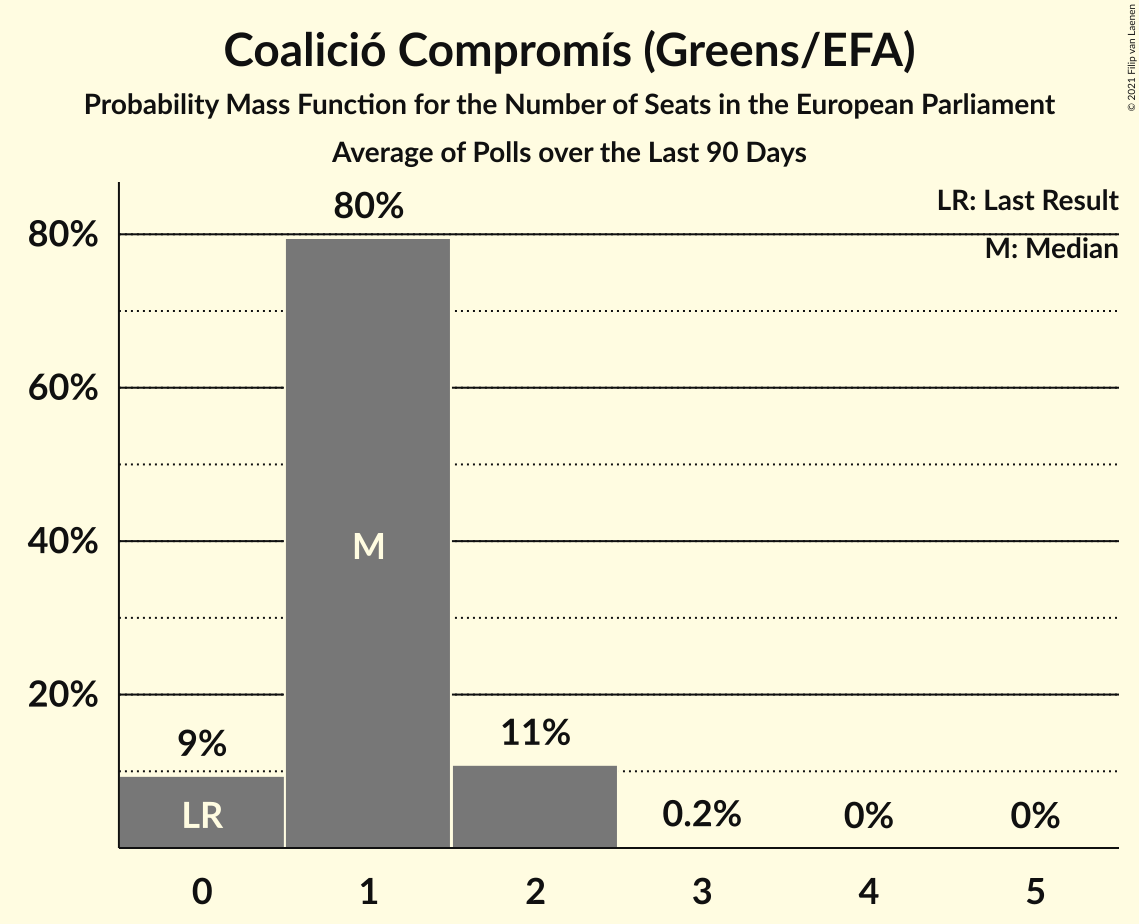 Coalició Compromís (Greens/EFA)
Probability Mass Function for the Number of Seats in the European Parliament
Average of Polls over the Last 90 Days
© 2021 Filip van Laenen
LR: Last Result
M: Median
80%
60%
40%
20%
9%
80%
11%
0.2%
0%
0%
LR
M
0 1 2 3 4 5